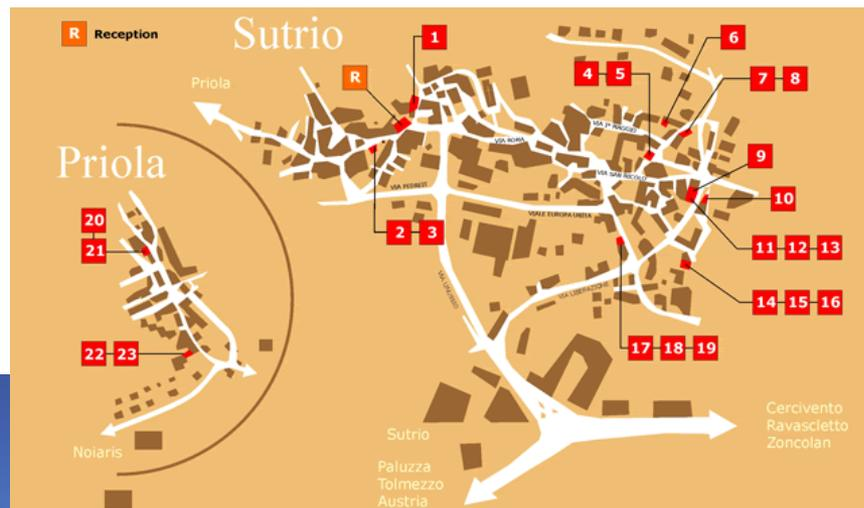 R Reception
Sutrio
1
6
R
4 5
7 8
Priola
VIA 1° MAGGIO
VIA ROMA
Priola
9
VIA SAN NICOLO'
VIA PEDREIT
10
20
VIALE EUROPA UNITA
2 3
21
11 12 13
VIA LIBERAZIONE
14 15 16
22 23
17 18 19
Cercivento
Ravascletto
Zoncolan
Sutrio
Noiaris
Paluzza
Tolmezzo
Austria